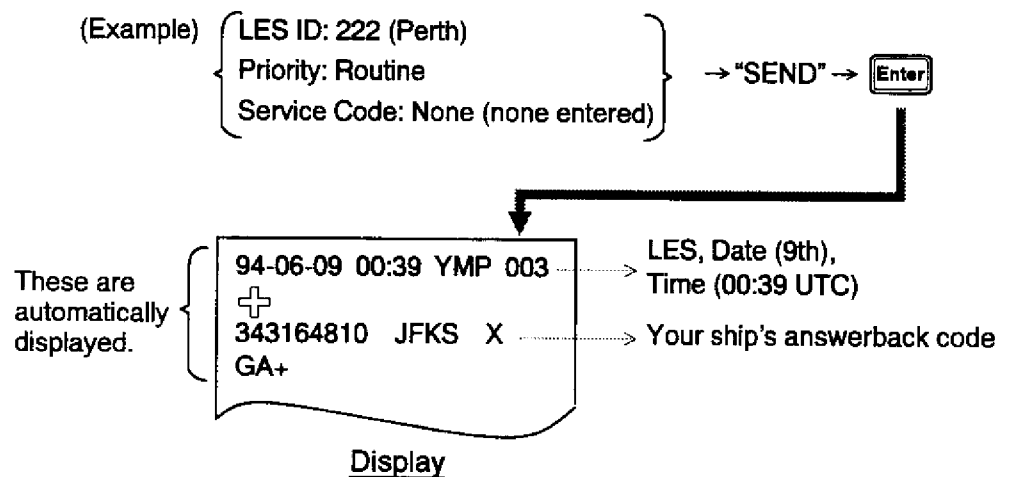 (Example)
LES ID: 222 (Perth)
Priority: Routine
Service Code: None (none entered)
→ "SEND" → Enter
These are
automatically
displayed.
94-06-09 00:39 YMP 003
343164810 JFKS X
GA+
LES, Date (9th),
Time (00:39 UTC)
Your ship's answerback code
Display